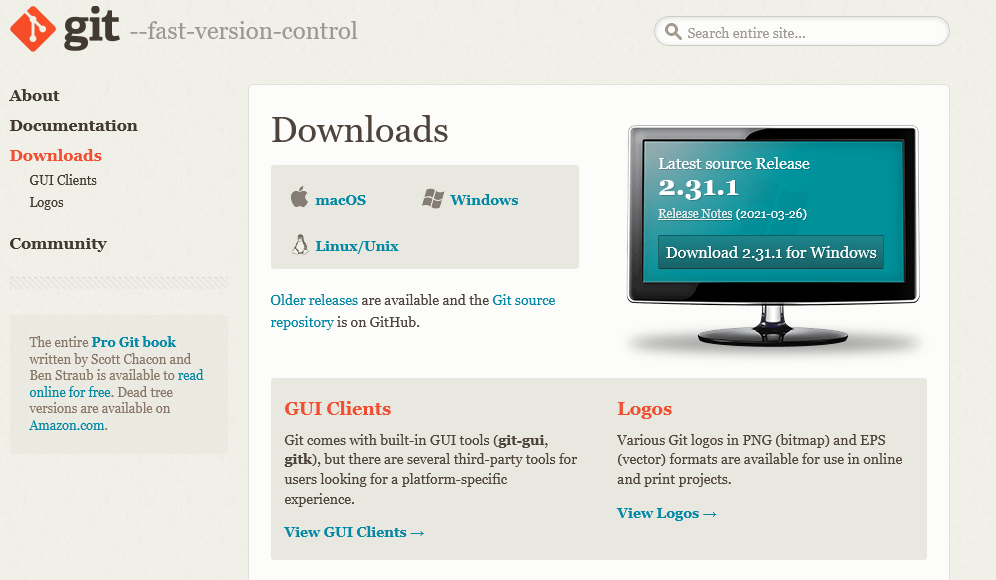 git --fast-version-control
Search entire site...
About
Documentation
Downloads
GUI Clients
Logos
Community
The entire Pro Git book
written by Scott Chacon and
Ben Straub is available to read
online for free. Dead tree
versions are available on
Amazon.com.
Downloads
macOS
Windows
Linux/Unix
Older releases are available and the Git source
repository is on GitHub.
Latest source Release
2.31.1
Release Notes (2021-03-26)
Download 2.31.1 for Windows
GUI Clients
Git comes with built-in GUI tools (git-gui,
gitk), but there are several third-party tools for
users looking for a platform-specific
experience.
View GUI Clients →
Logos
Various Git logos in PNG (bitmap) and EPS
(vector) formats are available for use in online
and print projects.
View Logos →